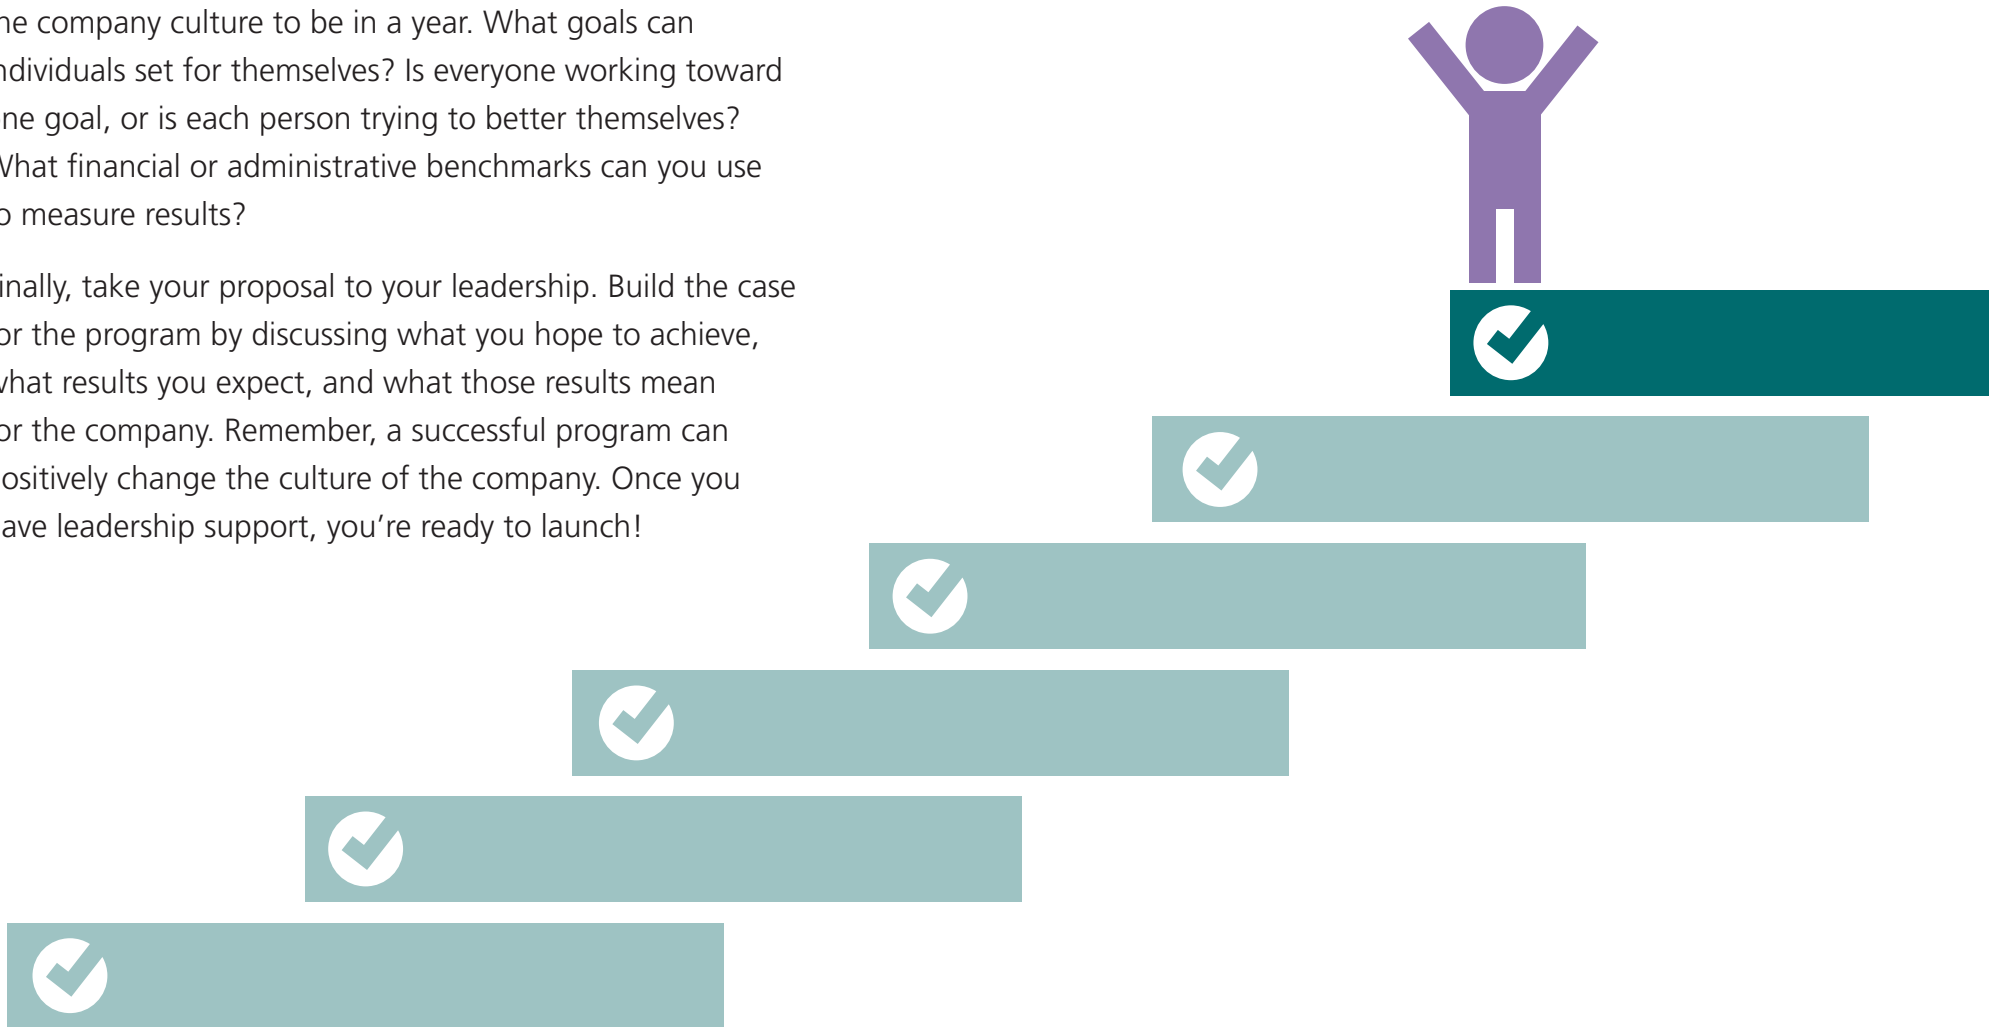 he company culture to be in a year. What goals can
ndividuals set for themselves? Is everyone working toward
ne goal, or is each person trying to better themselves?
What financial or administrative benchmarks can you use
o measure results?
inally, take your proposal to your leadership. Build the case
or the program by discussing what you hope to achieve,
what results you expect, and what those results mean
or the company. Remember, a successful program can
ositively change the culture of the company. Once you
ave leadership support, you’re ready to launch!